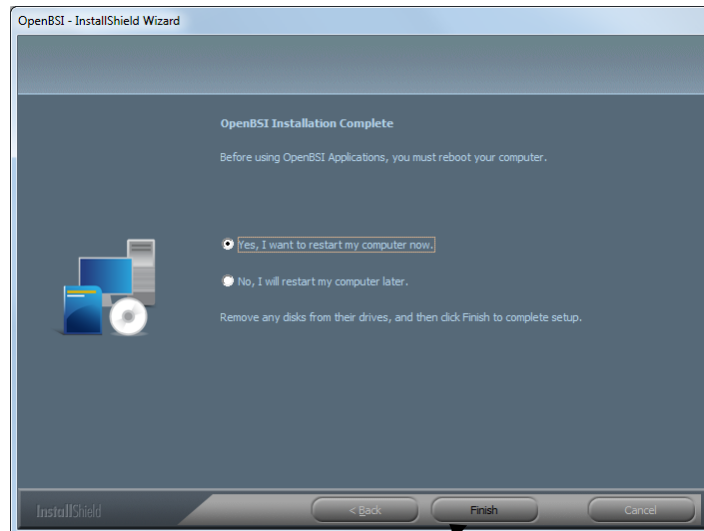 OpenBSI - InstallShield Wizard
OpenBSI Installation Complete
Before using OpenBSI Applications, you must reboot your computer.
Yes, I want to restart my computer now.
No, I will restart my computer later.
Remove any disks from their drives, and then click Finish to complete setup.
InstallShield
< Back
Finish
Cancel